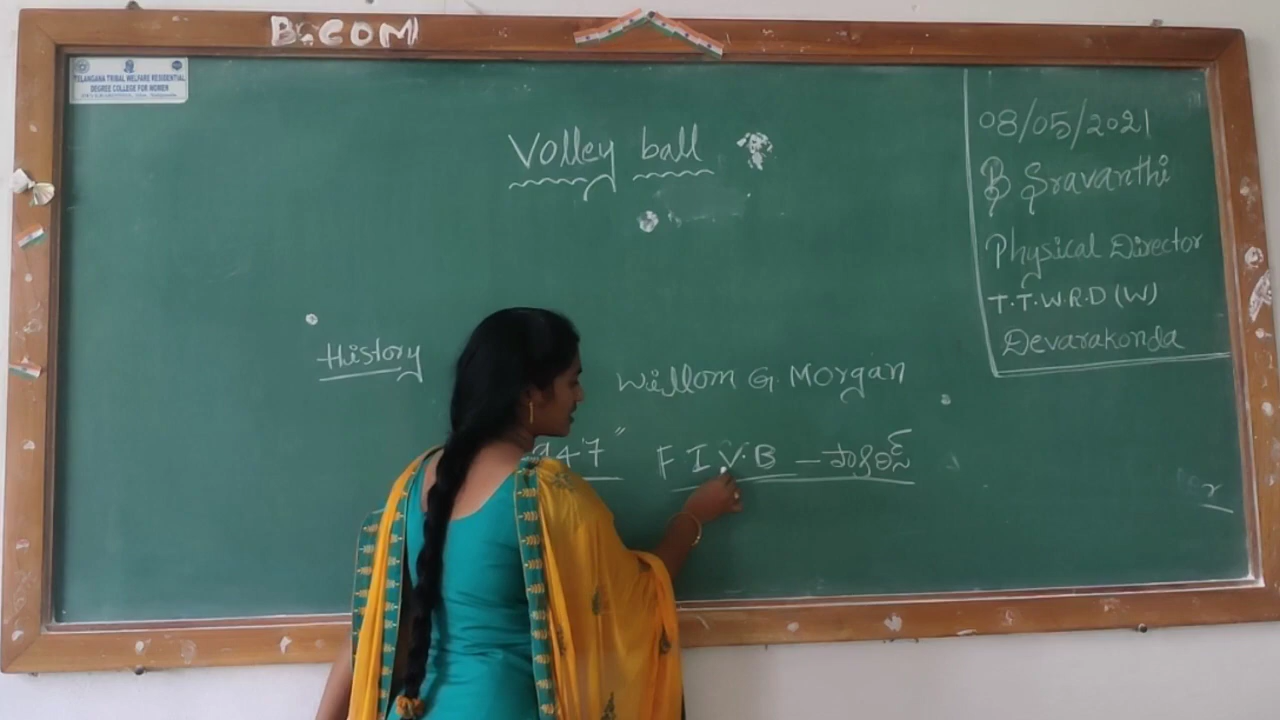 B.COM
TELANGANA TRIBAL WELFARE RESIDENTIAL
DEGREE COLLEGE FOR WOMEN
Volley ball
08/05/2021
B Sravanthi
Physical Director
T.T.W.R.D (W)
Devarakonda
History
Willom G. Morgan
947" F I V.B –